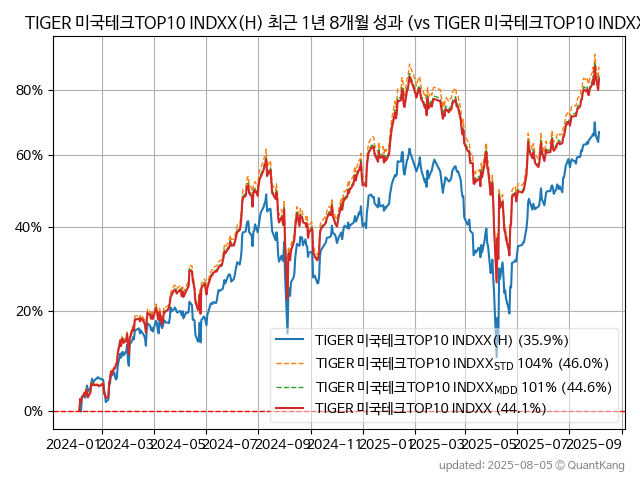 TIGER 미국테크TOP10 INDXX(H) 최근 1년 8개월 성과 (vs TIGER 미국테크TOP10 INDXX
80%
60%
40%
20%
0%
TIGER 미국테크TOP10 INDXX(H) (35.9%)
TIGER 미국테크TOP10 INDXX_STD 104% (46.0%)
TIGER 미국테크TOP10 INDXX_MDD 101% (44.6%)
TIGER 미국테크TOP10 INDXX (44.1%)
2024-01 2024-03 2024-05 2024-07 2024-09 2024-11 2025-01 2025-03 2025-05 2025-07 2025-09
updated: 2025-08-05 © QuantKang